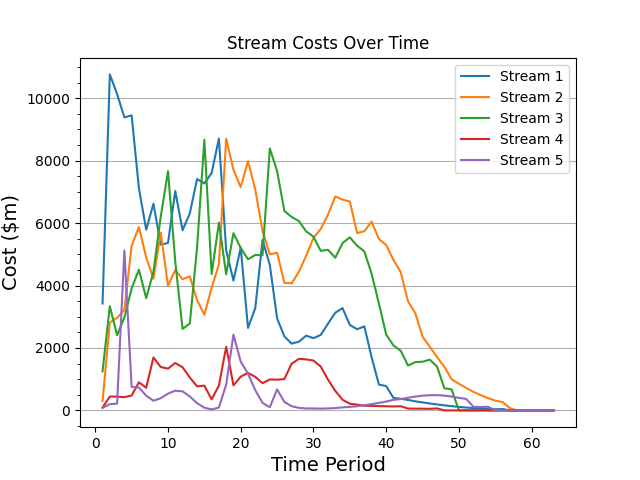 Stream Costs Over Time
Stream 1
Stream 2
Stream 3
Stream 4
Stream 5
10000
8000
6000
4000
2000
0
Cost ($m)
0 10 20 30 40 50 60
Time Period